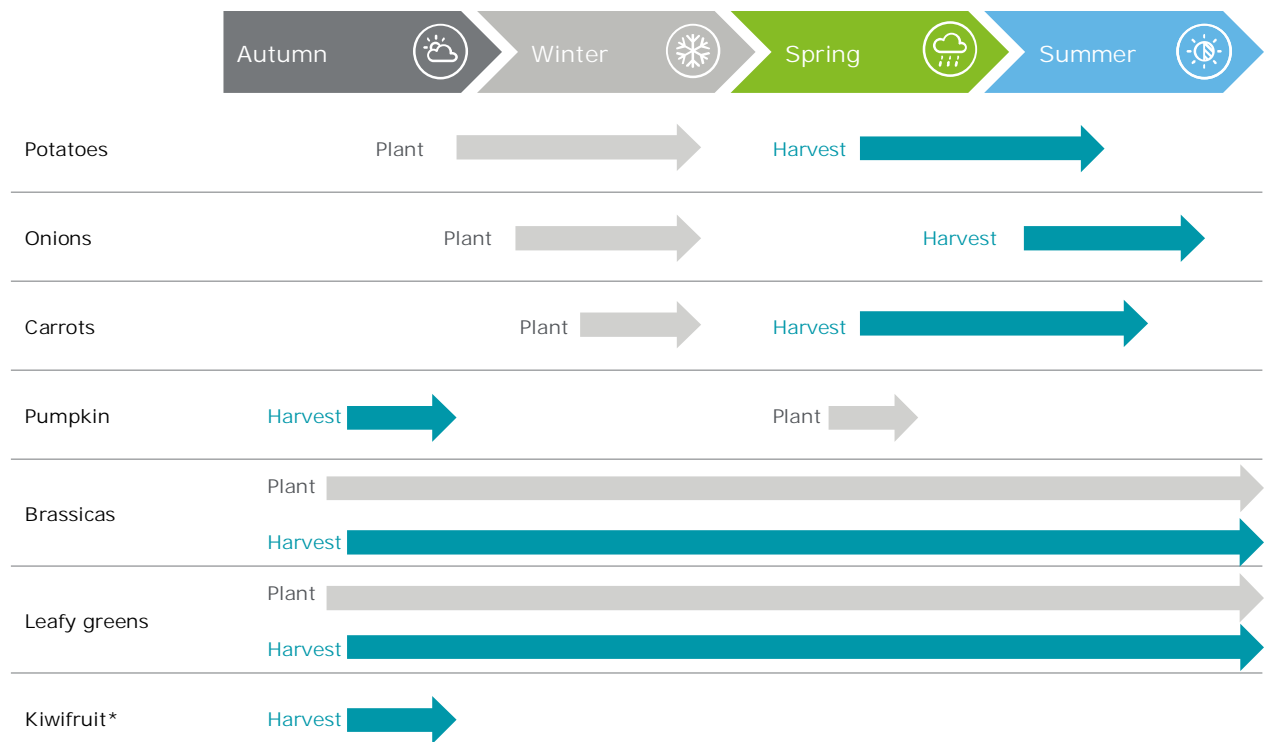 Autumn Winter Spring Summer
Potatoes Plant Harvest
Onions Plant Harvest
Carrots Plant Harvest
Pumpkin Harvest Plant
Plant
Brassicas
Harvest
Plant
Leafy greens
Harvest
Kiwifruit* Harvest